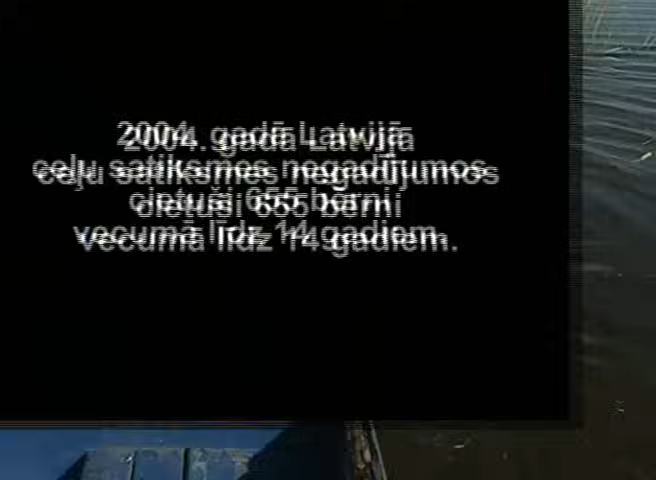 2004. gadā Latvijā
ceļu satiksmes negadījumos
cietuši 655 bērni
vecumā līdz 14 gadiem.